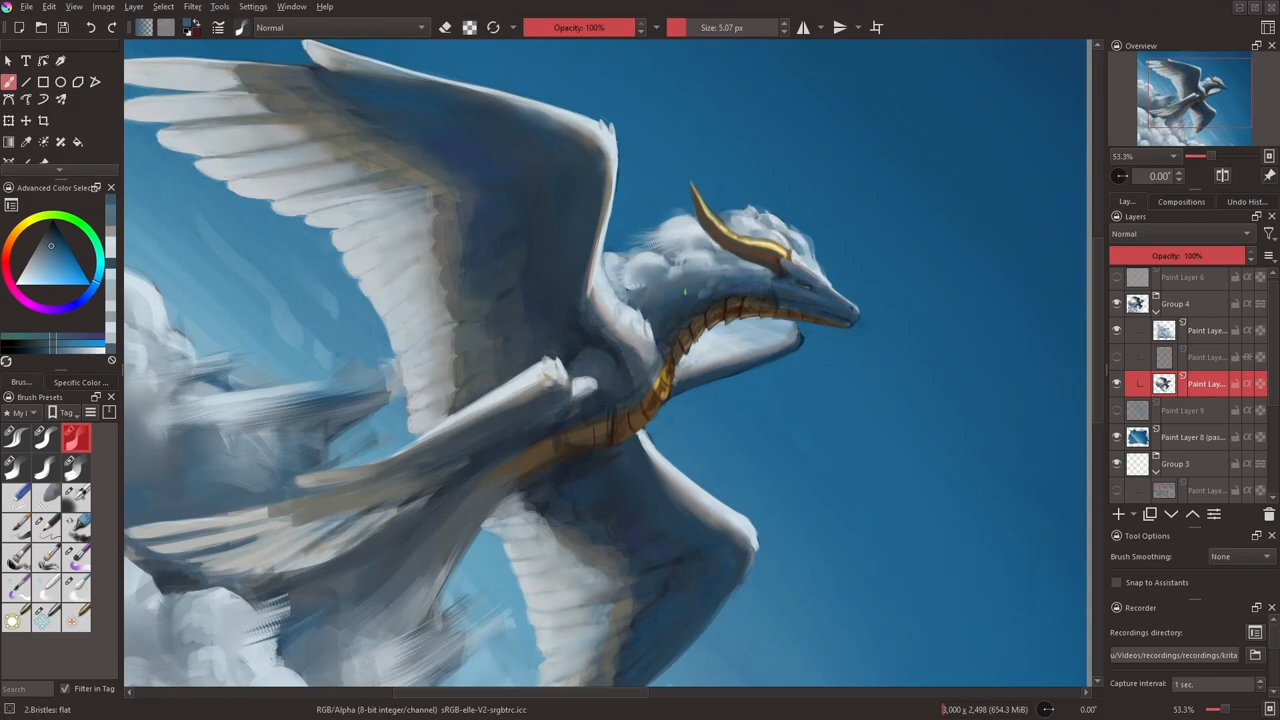 File Edit View Image Layer Select Filter Tools Settings Window Help
Normal Opacity: 100% Size: 5.07 px
Overview
53.3%
0.00°
Lay... Compositions Undo Hist...
Layers
Normal
Opacity: 100%
Paint Layer 6
Group 4
Paint Laye...
Paint Laye...
Paint Lay...
Paint Layer 9
Paint Layer 8 (pas...
Group 3
Paint Laye...
Tool Options
Brush Smoothing: None
Snap to Assistants
Recorder
Recordings directory:
u/Videos/recordings/recordings/krita
Capture interval: 1 sec.
Advanced Color Selec
Brus... Specific Color ...
Brush Presets
★ My I Tag
Search Filter in Tag
2.Bristles: flat RGB/Alpha (8-bit integer/channel) sRGB-elle-V2-srgbtrc.icc 3,000 x 2,498 (654.3 MiB) 0.00° 53.3%